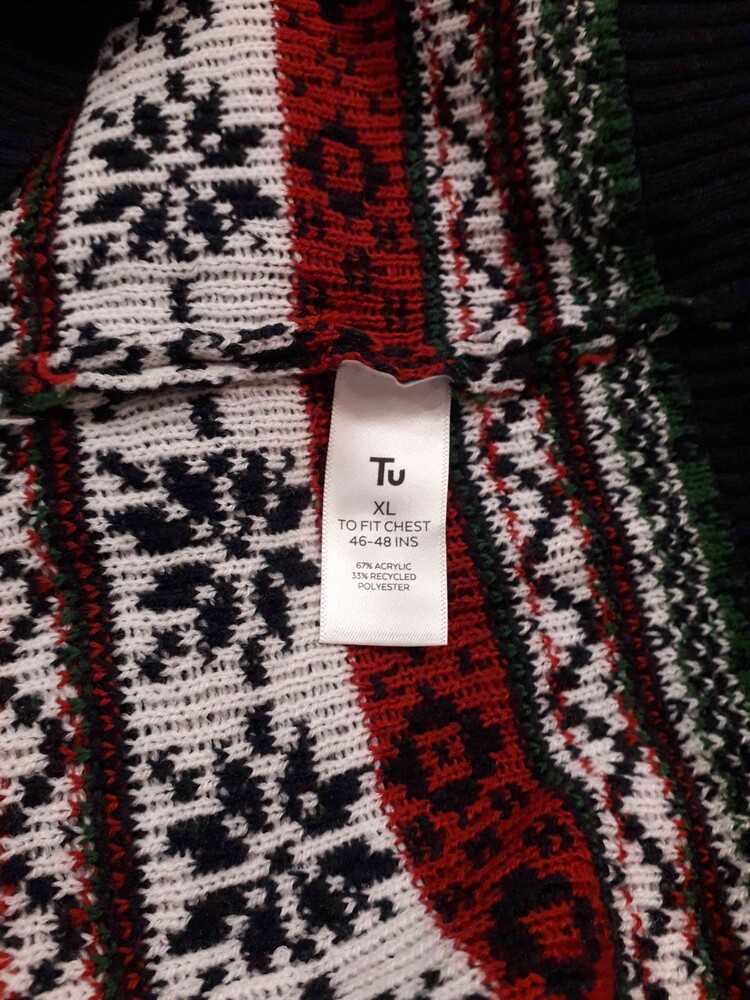 Tu
XL
TO FIT CHEST
46-48 INS
67% ACRYLIC
33% RECYCLED
POLYESTER